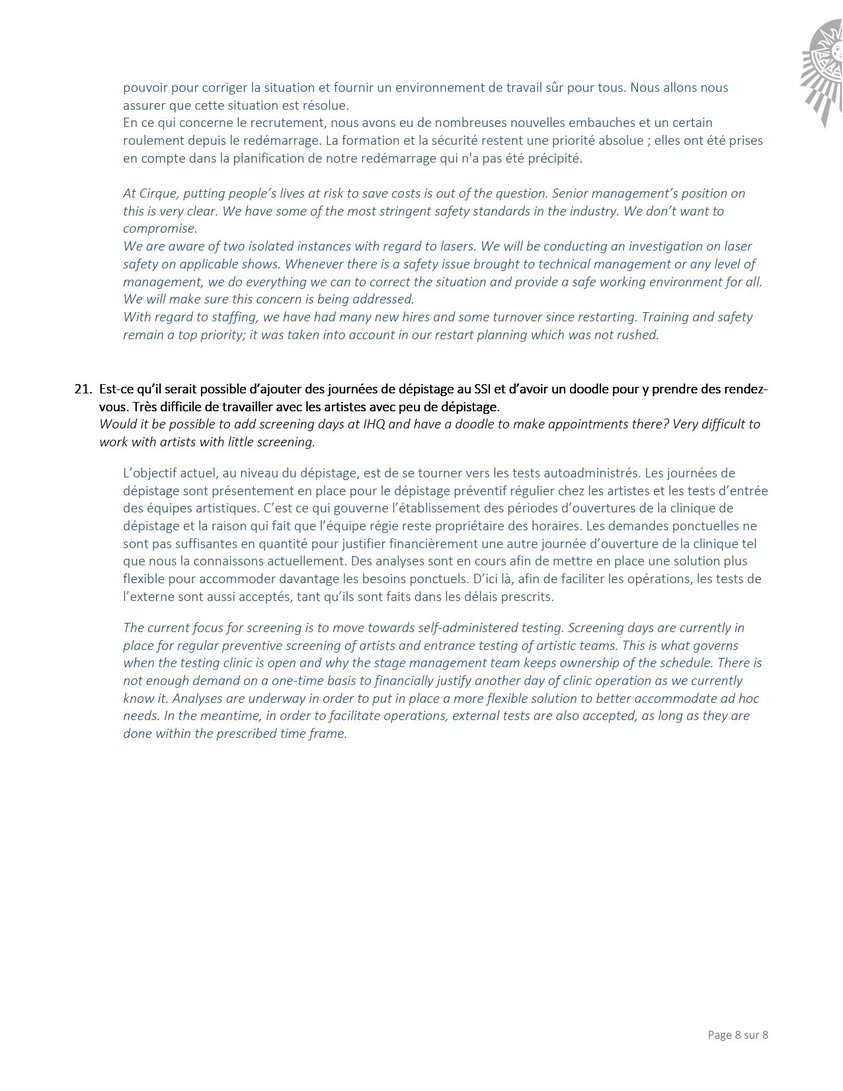 pouvoir pour corriger la situation et fournir un environnement de travail sûr pour tous. Nous allons nous
assurer que cette situation est résolue.
En ce qui concerne le recrutement, nous avons eu de nombreuses nouvelles embauches et un certain
roulement depuis le redémarrage. La formation et la sécurité restent une priorité absolue ; elles ont été prises
en compte dans la planification de notre redémarrage qui n'a pas été précipité.
At Cirque, putting people’s lives at risk to save costs is out of the question. Senior management’s position on
this is very clear. We have some of the most stringent safety standards in the industry. We don’t want to
compromise.
We are aware of two isolated instances with regard to lasers. We will be conducting an investigation on laser
safety on applicable shows. Whenever there is a safety issue brought to technical management or any level of
management, we do everything we can to correct the situation and provide a safe working environment for all.
We will make sure this concern is being addressed.
With regard to staffing, we have had many new hires and some turnover since restarting. Training and safety
remain a top priority; it was taken into account in our restart planning which was not rushed.
21. Est-ce qu’il serait possible d’ajouter des journées de dépistage au SSI et d’avoir un doodle pour y prendre des rendez-
vous. Très difficile de travailler avec les artistes avec peu de dépistage.
Would it be possible to add screening days at IHQ and have a doodle to make appointments there? Very difficult to
work with artists with little screening.
L’objectif actuel, au niveau du dépistage, est de se tourner vers les tests autoadministrés. Les journées de
dépistage sont présentement en place pour le dépistage préventif régulier chez les artistes et les tests d’entrée
des équipes artistiques. C’est ce qui gouverne l’établissement des périodes d’ouvertures de la clinique de
dépistage et la raison qui fait que l’équipe régie reste propriétaire des horaires. Les demandes ponctuelles ne
sont pas suffisantes en quantité pour justifier financièrement une autre journée d’ouverture de la clinique tel
que nous la connaissons actuellement. Des analyses sont en cours afin de mettre en place une solution plus
flexible pour accommoder davantage les besoins ponctuels. D’ici là, afin de faciliter les opérations, les tests de
l’externe sont aussi acceptés, tant qu’ils sont faits dans les délais prescrits.
The current focus for screening is to move towards self-administered testing. Screening days are currently in
place for regular preventive screening of artists and entrance testing of artistic teams. This is what governs
when the testing clinic is open and why the stage management team keeps ownership of the schedule. There is
not enough demand on a one-time basis to financially justify another day of clinic operation as we currently
know it. Analyses are underway in order to put in place a more flexible solution to better accommodate ad hoc
needs. In the meantime, in order to facilitate operations, external tests are also accepted, as long as they are
done within the prescribed time frame.
Page 8 sur 8